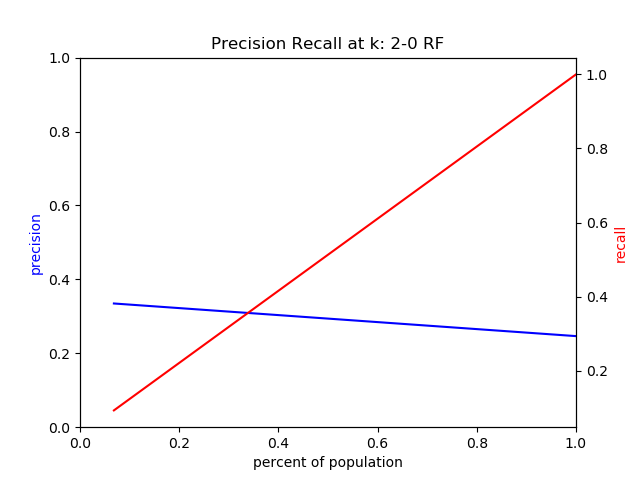 Precision Recall at k: 2-0 RF
1.0
0.8
0.6
0.4
0.2
0.0
precision
1.0
0.8
0.6
0.4
0.2
recall
0.0 0.2 0.4 0.6 0.8 1.0
percent of population